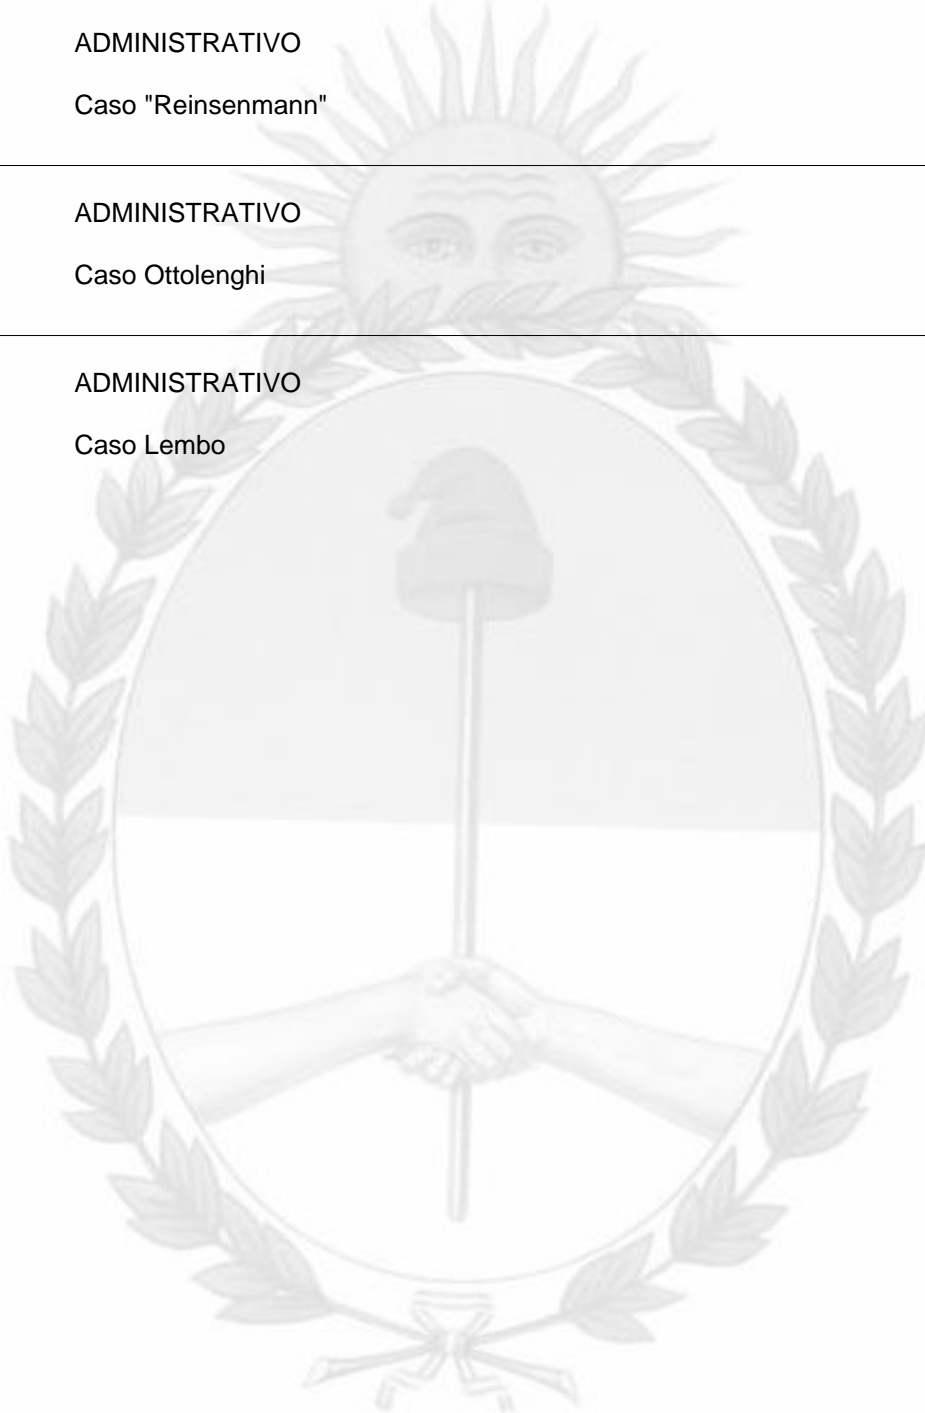 ADMINISTRATIVO
Caso "Reinsenmann"
ADMINISTRATIVO
Caso Ottolenghi
ADMINISTRATIVO
Caso Lembo